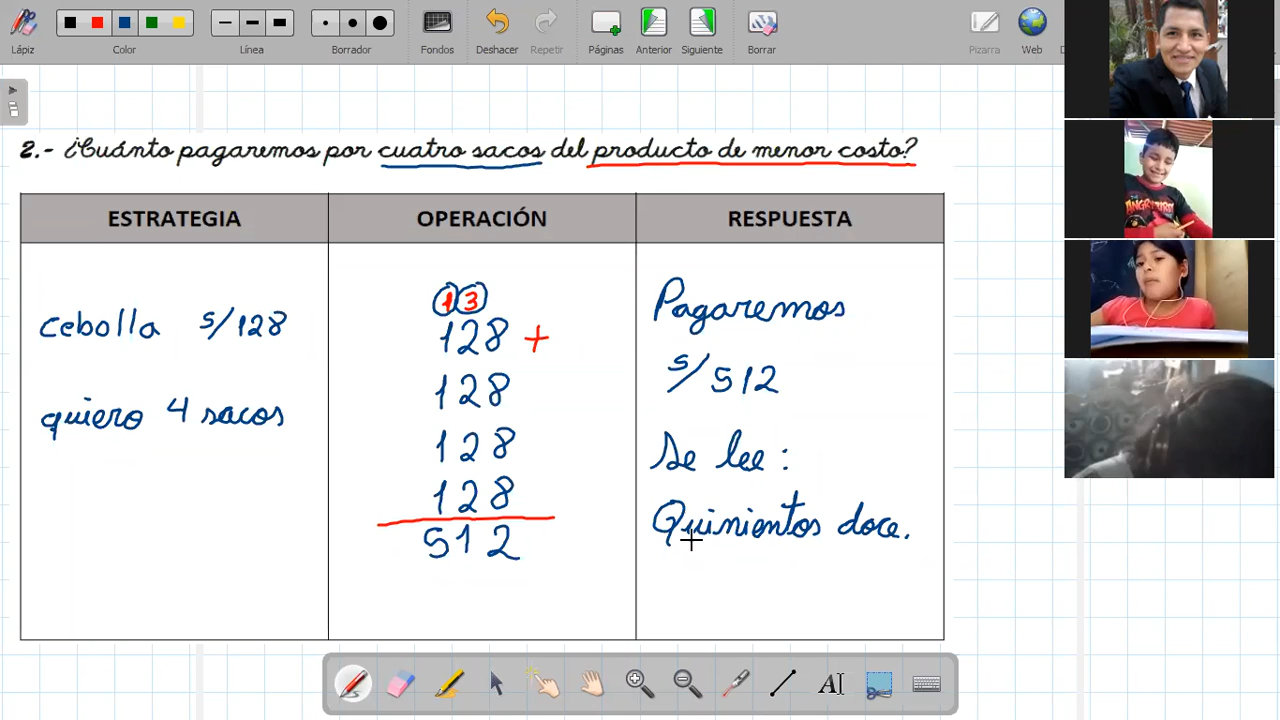 Lápiz
Color
Línea
Borrador
Fondos
Deshacer
Repetir
Páginas
Anterior
Siguiente
Borrar
Pizarra
Web
2.- ¿Cuánto pagaremos por cuatro sacos del producto de menor costo?
ESTRATEGIA
OPERACIÓN
RESPUESTA
cebolla s/128
quiero 4 sacos
1 3
128 +
128
128
128
512
Pagaremos
s/512
Se lee:
Quinientos doce.